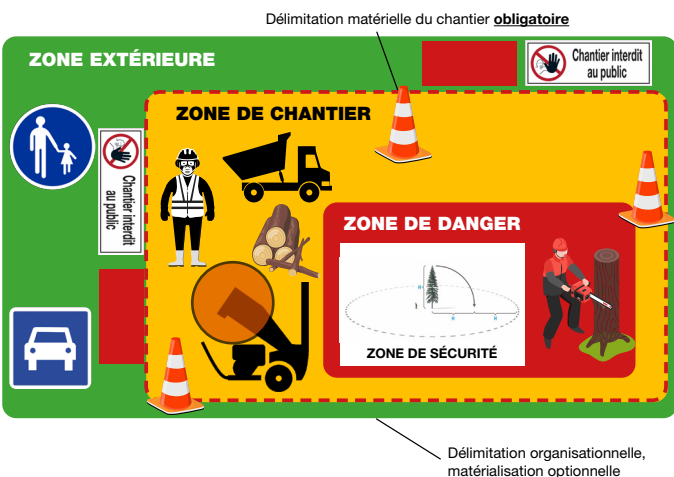 Délimitation matérielle du chantier obligatoire
ZONE EXTÉRIEURE
Chantier interdit
au public
ZONE DE CHANTIER
Chantier interdit
au public
ZONE DE DANGER
H
H
H
ZONE DE SÉCURITÉ
Délimitation organisationnelle,
matérialisation optionnelle